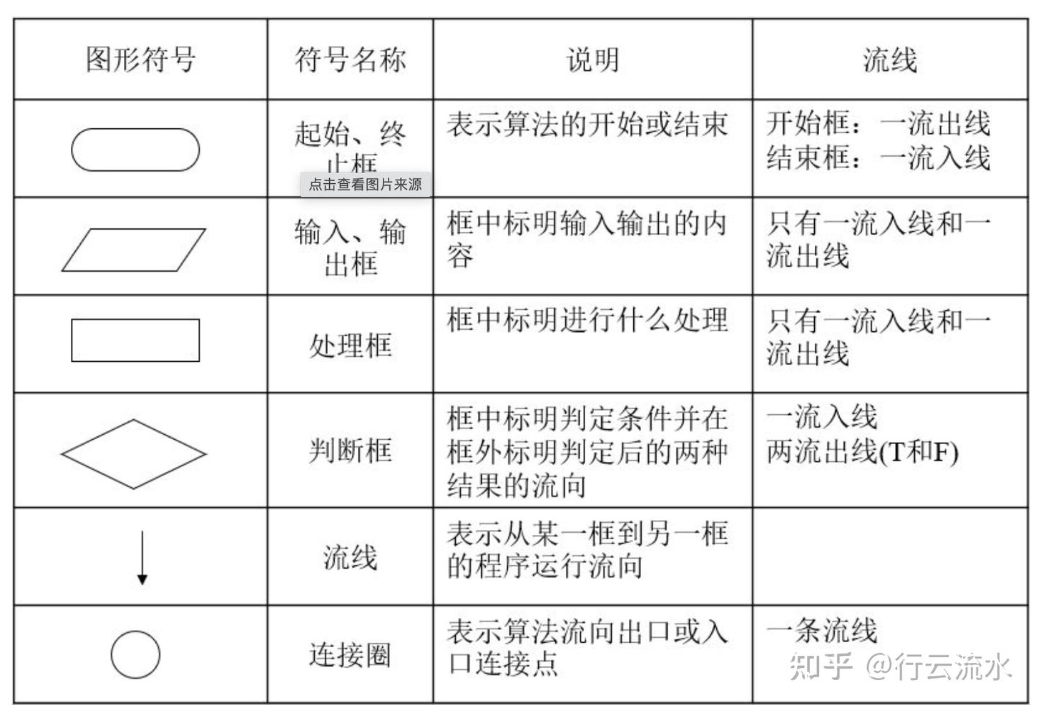 图形符号
符号名称
说明
流线
起始、终
止框
点击查看图片来源
表示算法的开始或结束
开始框：一流出线
结束框：一流入线
输入、输
出框
框中标明输入输出的内
容
只有一流入线和一
流出线
处理框
框中标明进行什么处理
只有一流入线和一
流出线
判断框
框中标明判定条件并在
框外标明判定后的两种
结果的流向
一流入线
两流出线(T和F)
流线
表示从某一框到另一框
的程序运行流向
连接圈
表示算法流向出口或入
口连接点
一条流线
知乎 @行云流水